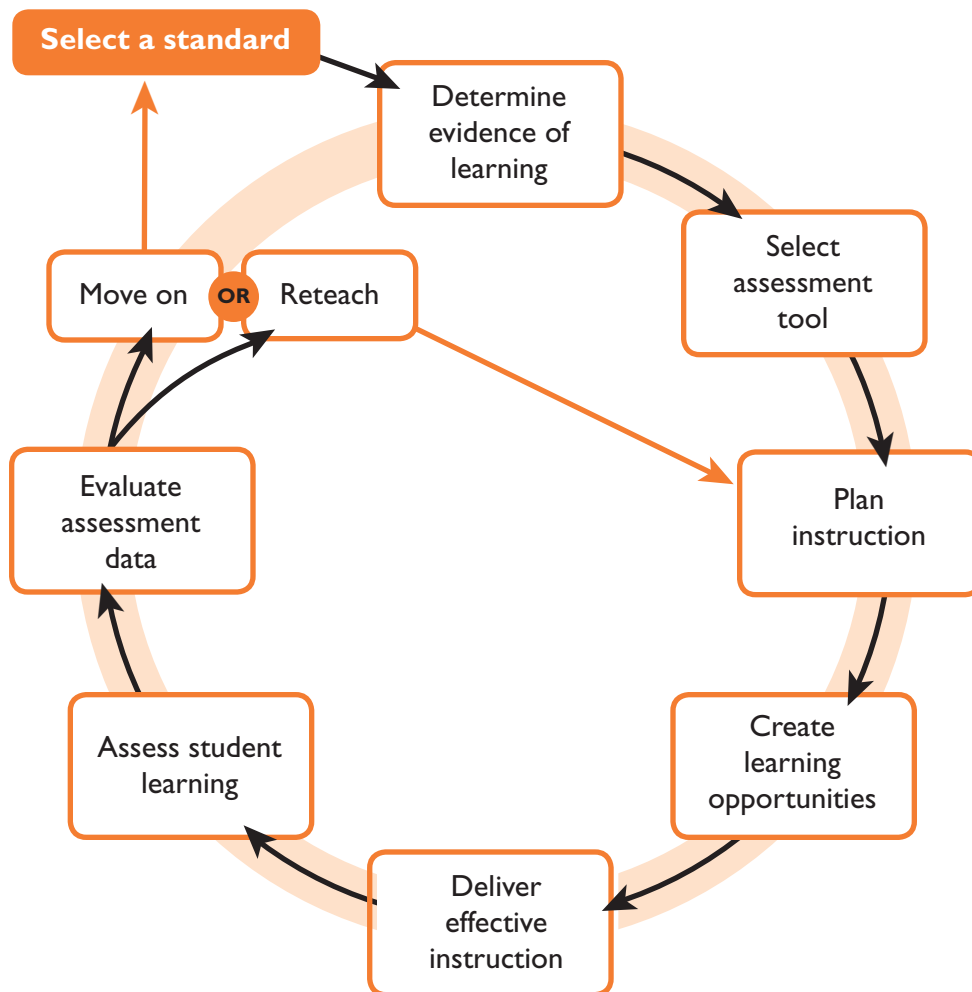 Select a standard
Determine
evidence of
learning
Select
assessment
tool
Plan
instruction
Create
learning
opportunities
Deliver
effective
instruction
Assess student
learning
Evaluate
assessment
data
Move on
OR
Reteach